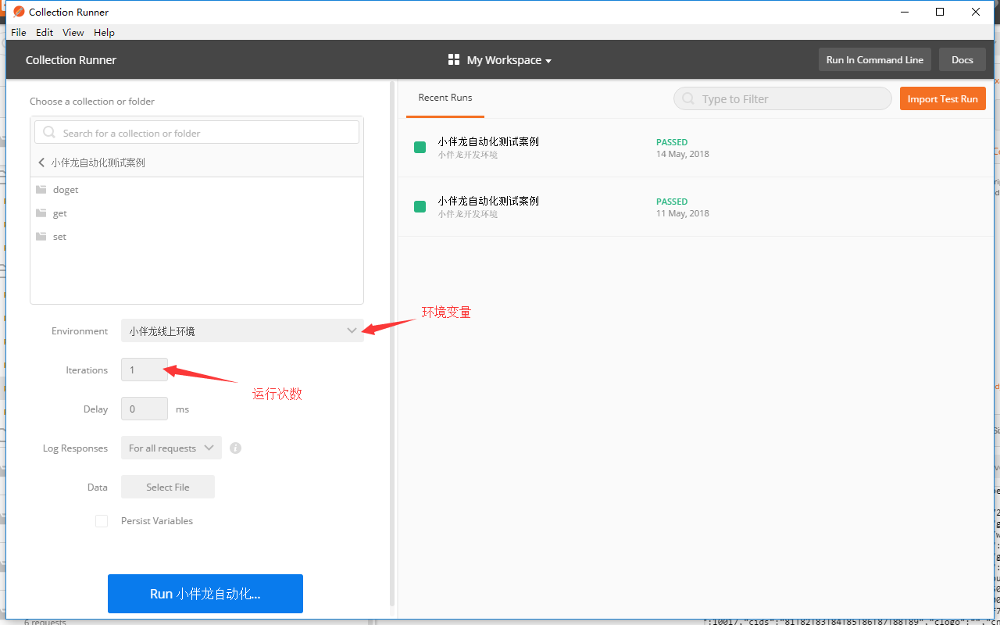 Collection Runner
File Edit View Help
Collection Runner
My Workspace
Run In Command Line
Docs
Choose a collection or folder
Search for a collection or folder
小伴龙自动化测试案例
doget
get
set
Environment 小伴龙线上环境
环境变量
Iterations 1
运行次数
Delay 0 ms
Log Responses For all requests
Data Select File
Persist Variables
Run 小伴龙自动化...
Recent Runs
Type to Filter
Import Test Run
小伴龙自动化测试案例
小伴龙开发环境
PASSED
14 May, 2018
小伴龙自动化测试案例
小伴龙开发环境
PASSED
11 May, 2018
6 requests
":10017,"cids":"81|82|83|84|85|86|87|88|89","clogo":"","cn